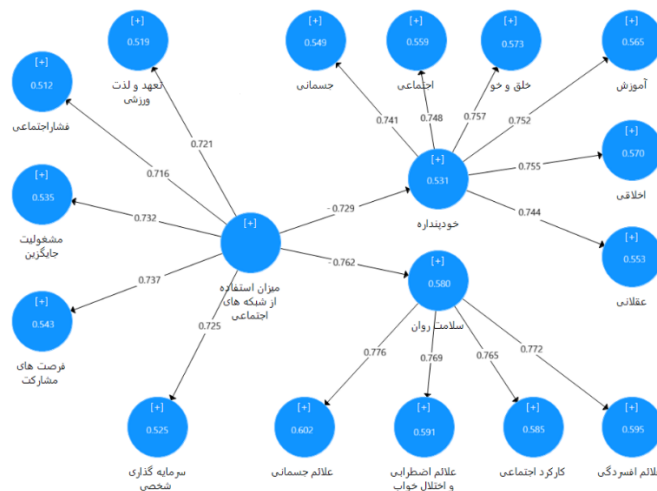 [+]
0.519
تعهد و لذت
ورزشی
[+]
0.549
جسمانی
[+]
0.559
اجتماعی
[+]
0.573
خلق و خو
[+]
0.565
آموزش
[+]
0.512
فشاراجتماعی
0.721
0.716
0.741
0.748
0.757
0.752
[+]
0.570
اخلاقی
0.755
[+]
0.531
خودپنداره
0.744
[+]
0.535
مشغولیت
جایگزین
0.732
-0.729
[+]
میزان استفاده
از شبکه های
اجتماعی
-0.762
[+]
0.553
عقلانی
[+]
0.580
سلامت روان
[+]
0.543
فرصت های
مشارکت
0.737
0.725
0.776
0.769
0.765
0.772
[+]
0.525
سرمایه گذاری
شخصی
[+]
0.602
علائم جسمانی
[+]
0.591
علائم اضطرابی
و اختلال خواب
[+]
0.585
کارکرد اجتماعی
[+]
0.595
علائم افسردگی